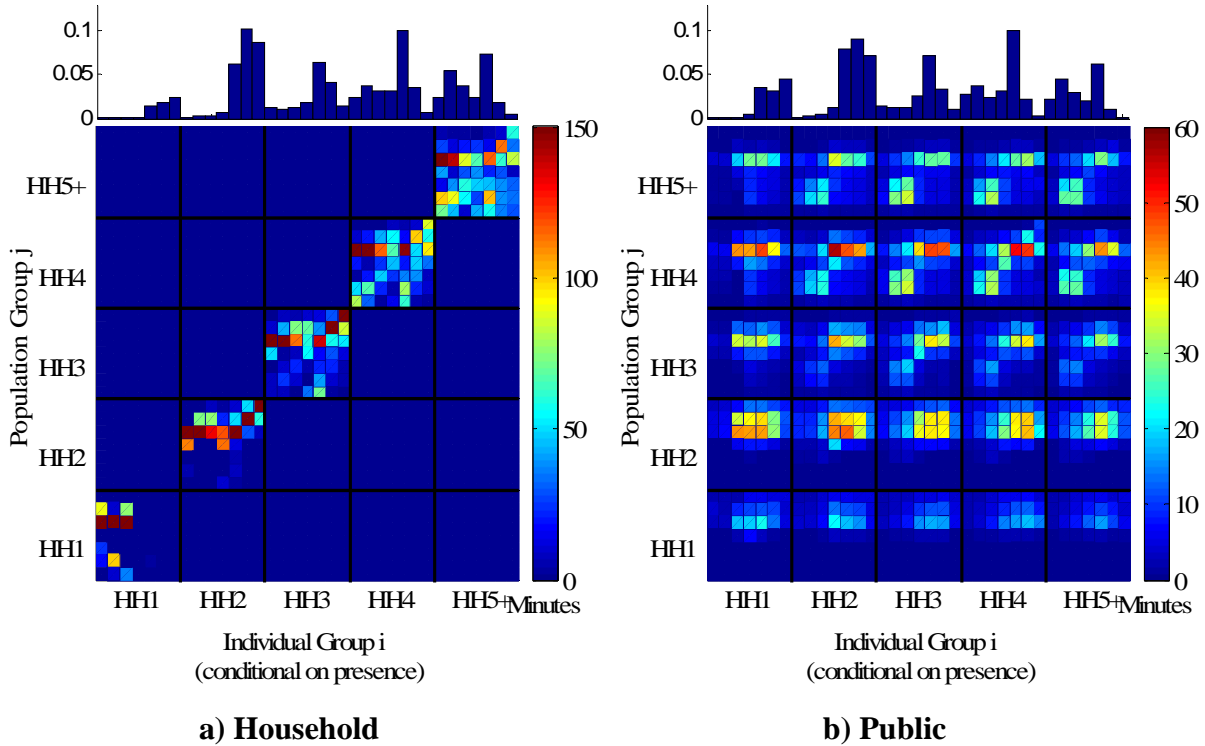 0.1
0.05
0
150
100
50
0
HH5+
HH4
HH3
HH2
HH1
Population Group j
HH1 HH2 HH3 HH4 HH5+ Minutes
Individual Group i
(conditional on presence)
a) Household
0.1
0.05
0
60
50
40
30
20
10
0
HH5+
HH4
HH3
HH2
HH1
Population Group j
HH1 HH2 HH3 HH4 HH5+ Minutes
Individual Group i
(conditional on presence)
b) Public